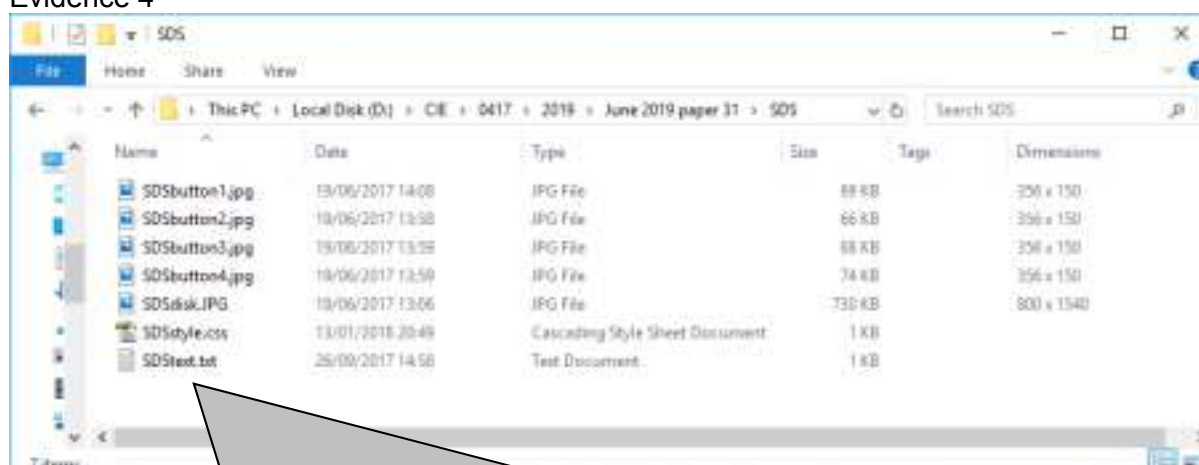 Evidence 4
SDS
File Home Share View
This PC Local Disk (D:) CIE 0417 2019 June 2019 paper 31 SDS Search SDS
Name Date Type Size Tags Dimensions
SDSbutton1.jpg 19/06/2017 14:08 JPG File 69 KB 356 x 150
SDSbutton2.jpg 19/06/2017 13:58 JPG File 66 KB 356 x 150
SDSbutton3.jpg 19/06/2017 13:59 JPG File 68 KB 356 x 150
SDSbutton4.jpg 19/06/2017 13:59 JPG File 74 KB 356 x 150
SDSdisk.JPG 19/06/2017 13:06 JPG File 730 KB 800 x 1540
SDSstyle.css 13/01/2018 20:49 Cascading Style Sheet Document 1 KB
SDStext.txt 26/09/2017 14:58 Text Document 1 KB